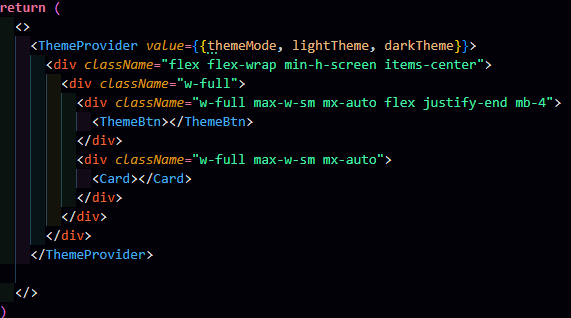 return (
<>
<ThemeProvider value={{themeMode, lightTheme, darkTheme}}>
<div className="flex flex-wrap min-h-screen items-center">
<div className="w-full">
<div className="w-full max-w-sm mx-auto flex justify-end mb-4">
<ThemeBtn></ThemeBtn>
</div>
<div className="w-full max-w-sm mx-auto">
<Card></Card>
</div>
</div>
</div>
</ThemeProvider>
</>
)